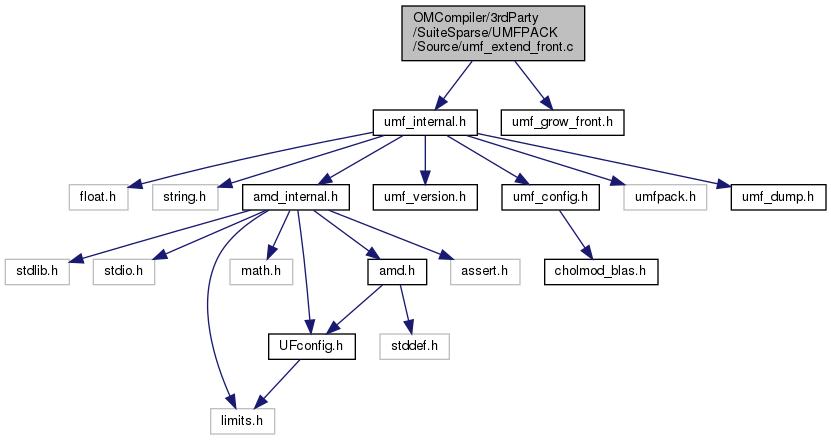 OMCompiler/3rdParty
/SuiteSparse/UMFPACK
/Source/umf_extend_front.c
umf_internal.h
umf_grow_front.h
float.h
string.h
amd_internal.h
umf_version.h
umf_config.h
umfpack.h
umf_dump.h
stdlib.h
stdio.h
math.h
amd.h
assert.h
cholmod_blas.h
UFconfig.h
stddef.h
limits.h